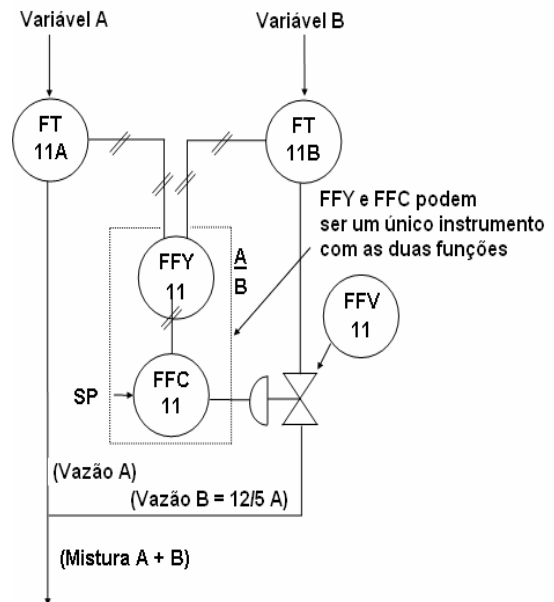 Variável A
Variável B
FT
11A
FT
11B
FFY e FFC podem
ser um único instrumento
com as duas funções
FFY
11
A
B
FFV
11
FFC
11
SP
(Vazão A)
(Vazão B = 12/5 A)
(Mistura A + B)